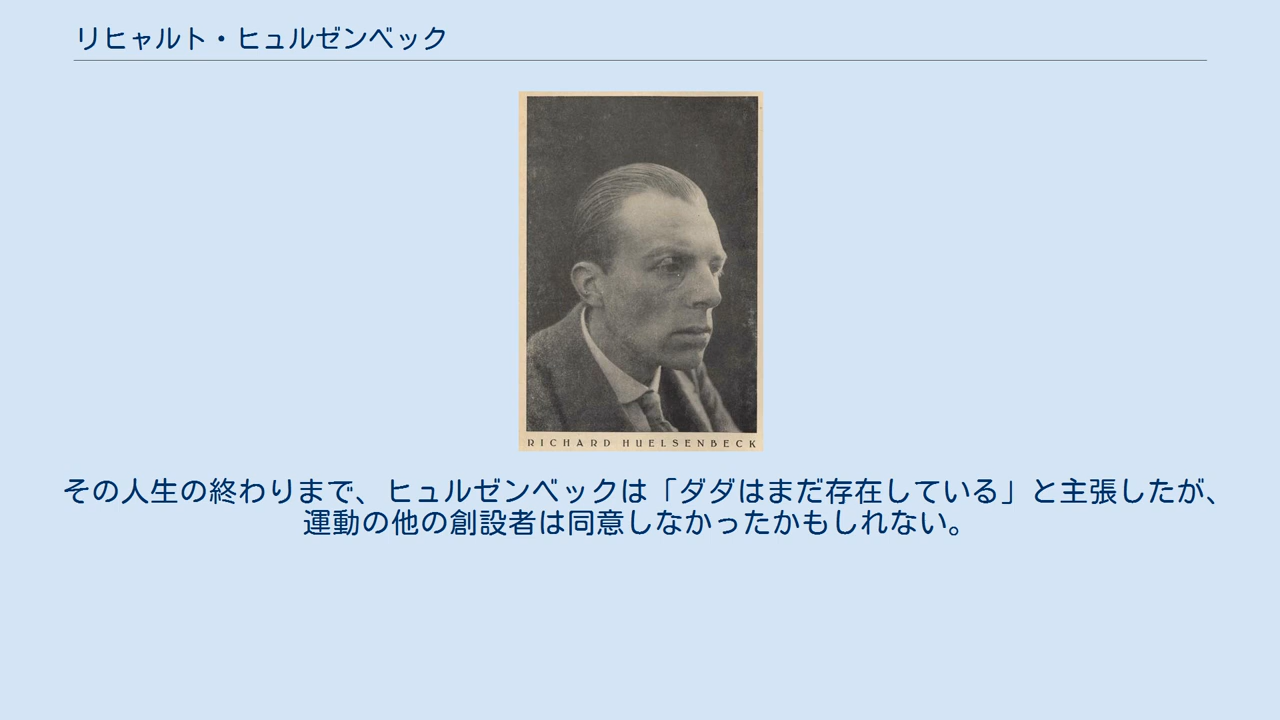 リヒャルト・ヒュルゼンベック
RICHARD HUELSENBECK
その人生の終わりまで、ヒュルゼンベックは「ダダはまだ存在している」と主張したが、
運動の他の創設者は同意しなかったかもしれない。